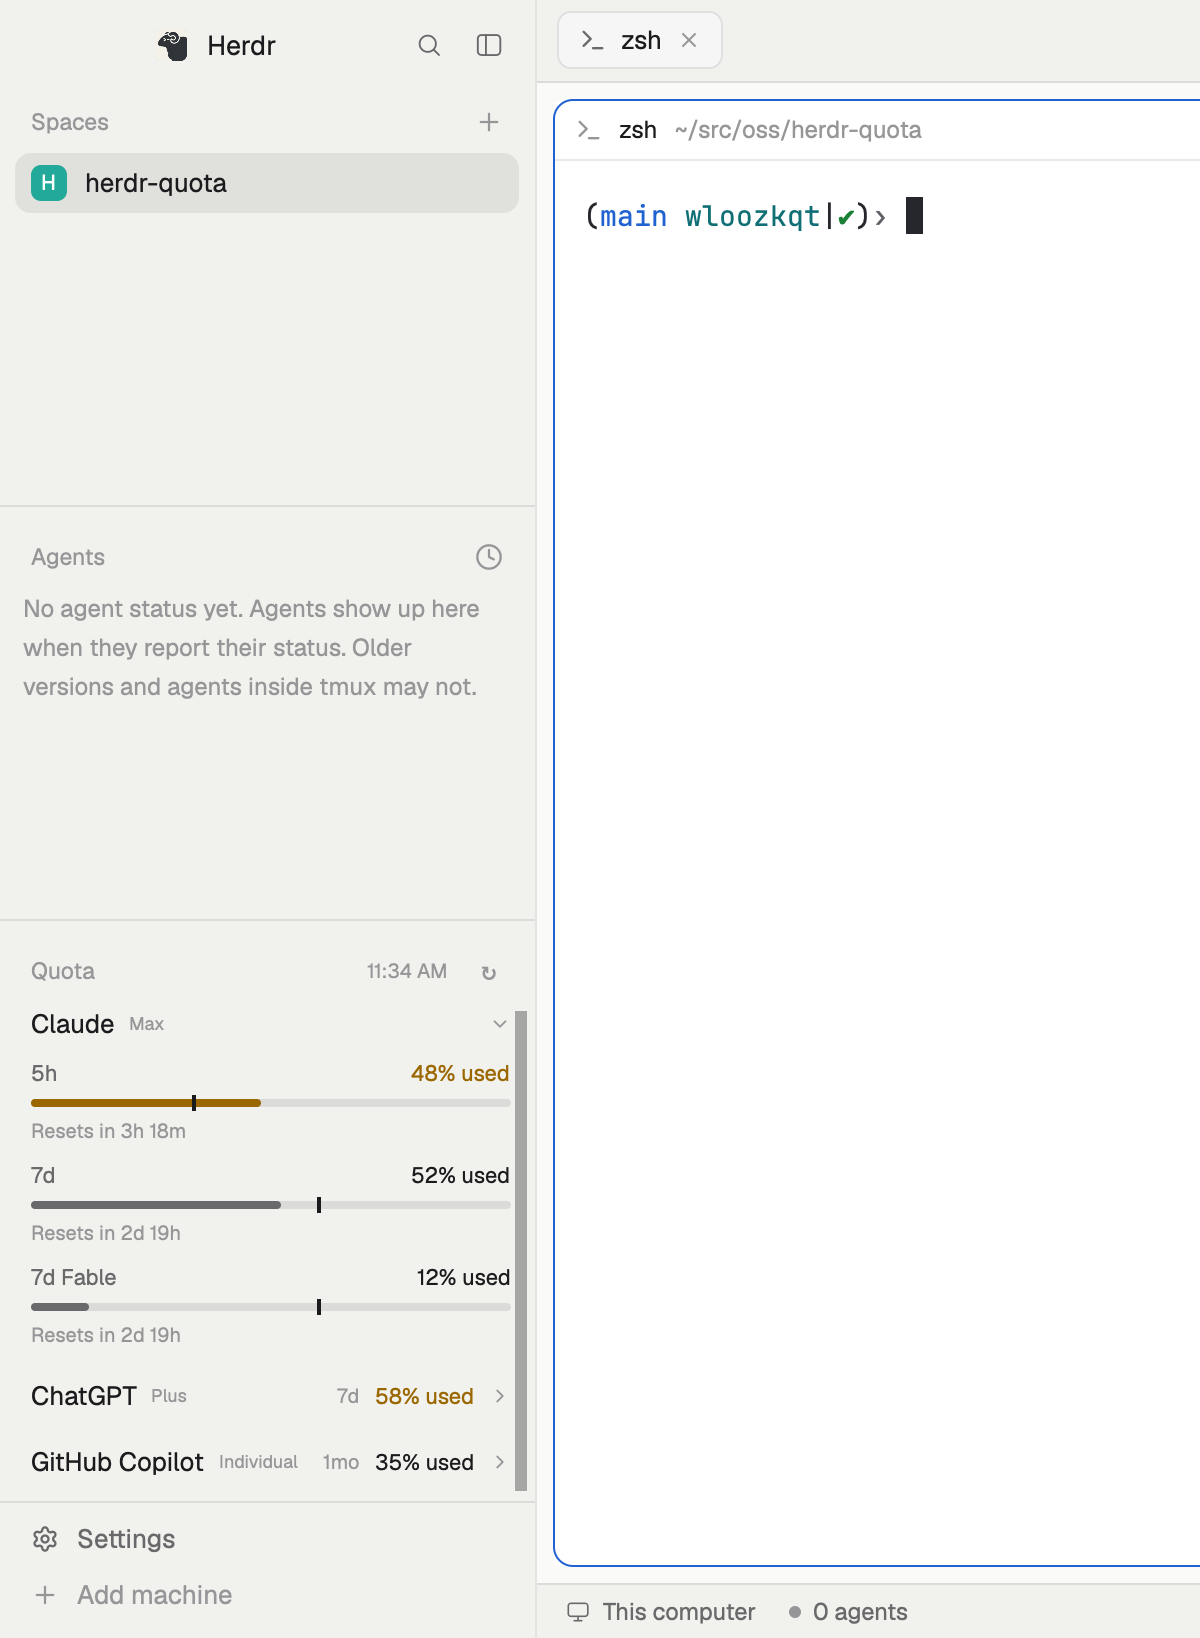 Herdr
Spaces
H herdr-quota
Agents
No agent status yet. Agents show up here
when they report their status. Older
versions and agents inside tmux may not.
Quota 11:34 AM ↻
Claude Max
5h 48% used
Resets in 3h 18m
7d 52% used
Resets in 2d 19h
7d Fable 12% used
Resets in 2d 19h
ChatGPT Plus 7d 58% used
GitHub Copilot Individual 1mo 35% used
Settings
+ Add machine
>_ zsh ×
>_ zsh ~/src/oss/herdr-quota
(main wloozkqt|✔)›
This computer ● 0 agents